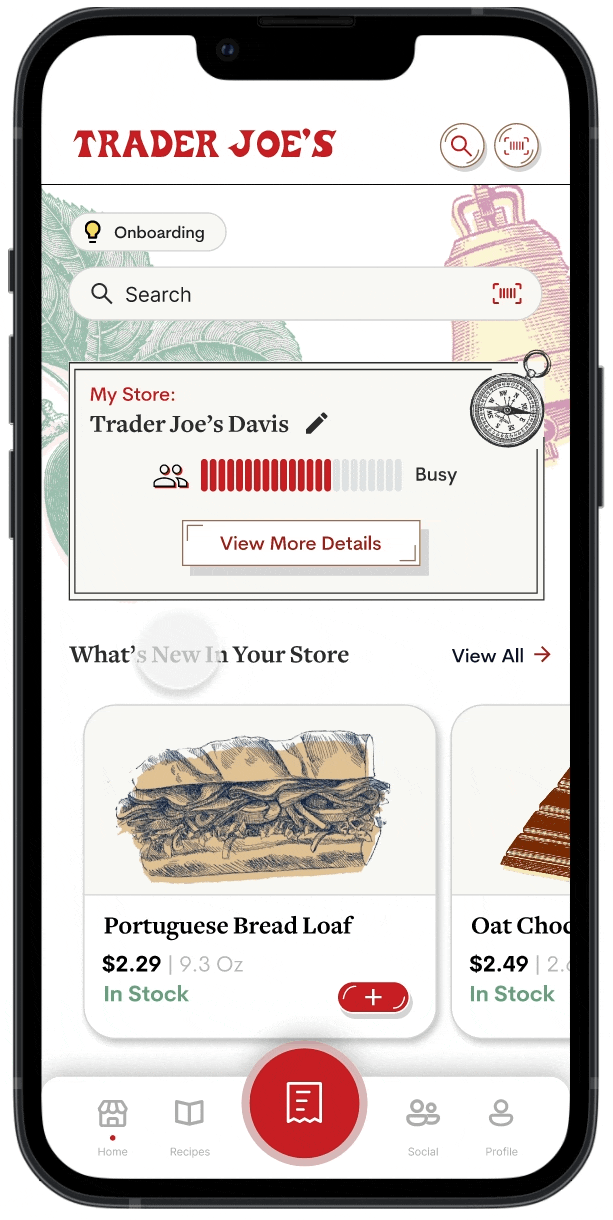 TRADER JOE'S
Onboarding
Search
My Store:
Trader Joe's Davis
Busy
View More Details
What's New In Your Store
View All
Portuguese Bread Loaf
$2.29 | 9.3 Oz
In Stock
Oat Choc
$2.49 | 2.6
In Stock
Home
Recipes
Social
Profile